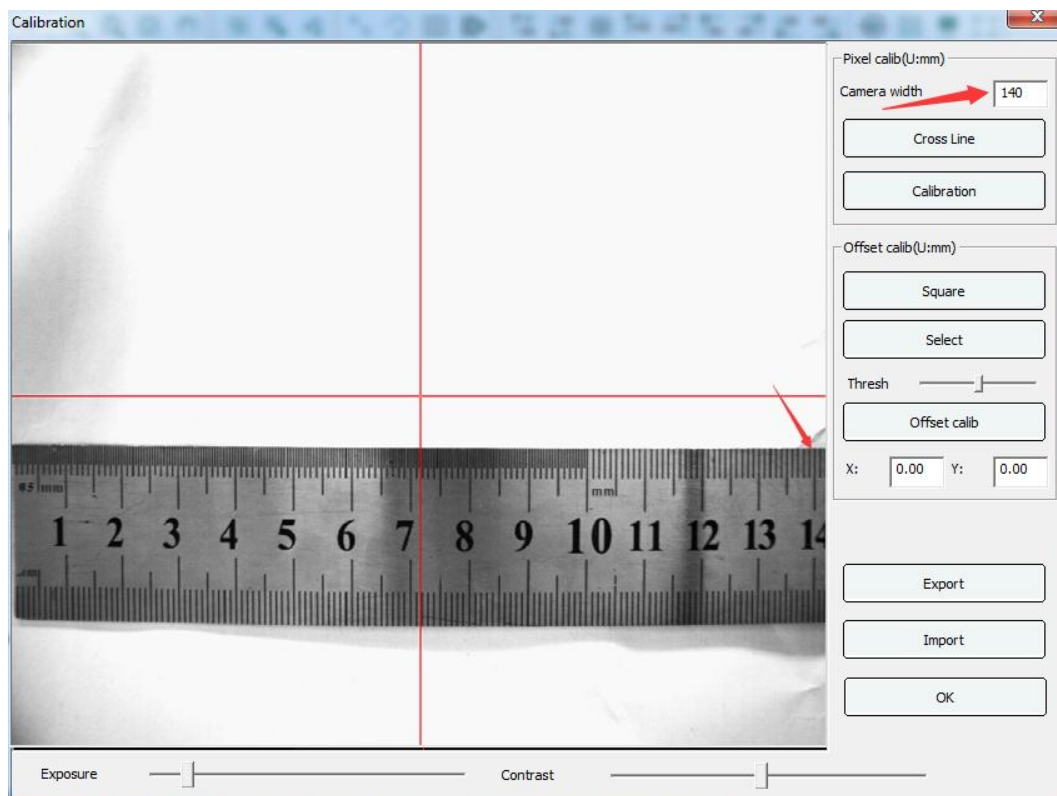 Calibration
Pixel calib(U:mm)
Camera width 140
Cross Line
Calibration
Offset calib(U:mm)
Square
Select
Thresh
Offset calib
X: 0.00 Y: 0.00
mm
mm
1 2 3 4 5 6 7 8 9 10 11 12 13 14
Export
Import
OK
Exposure Contrast